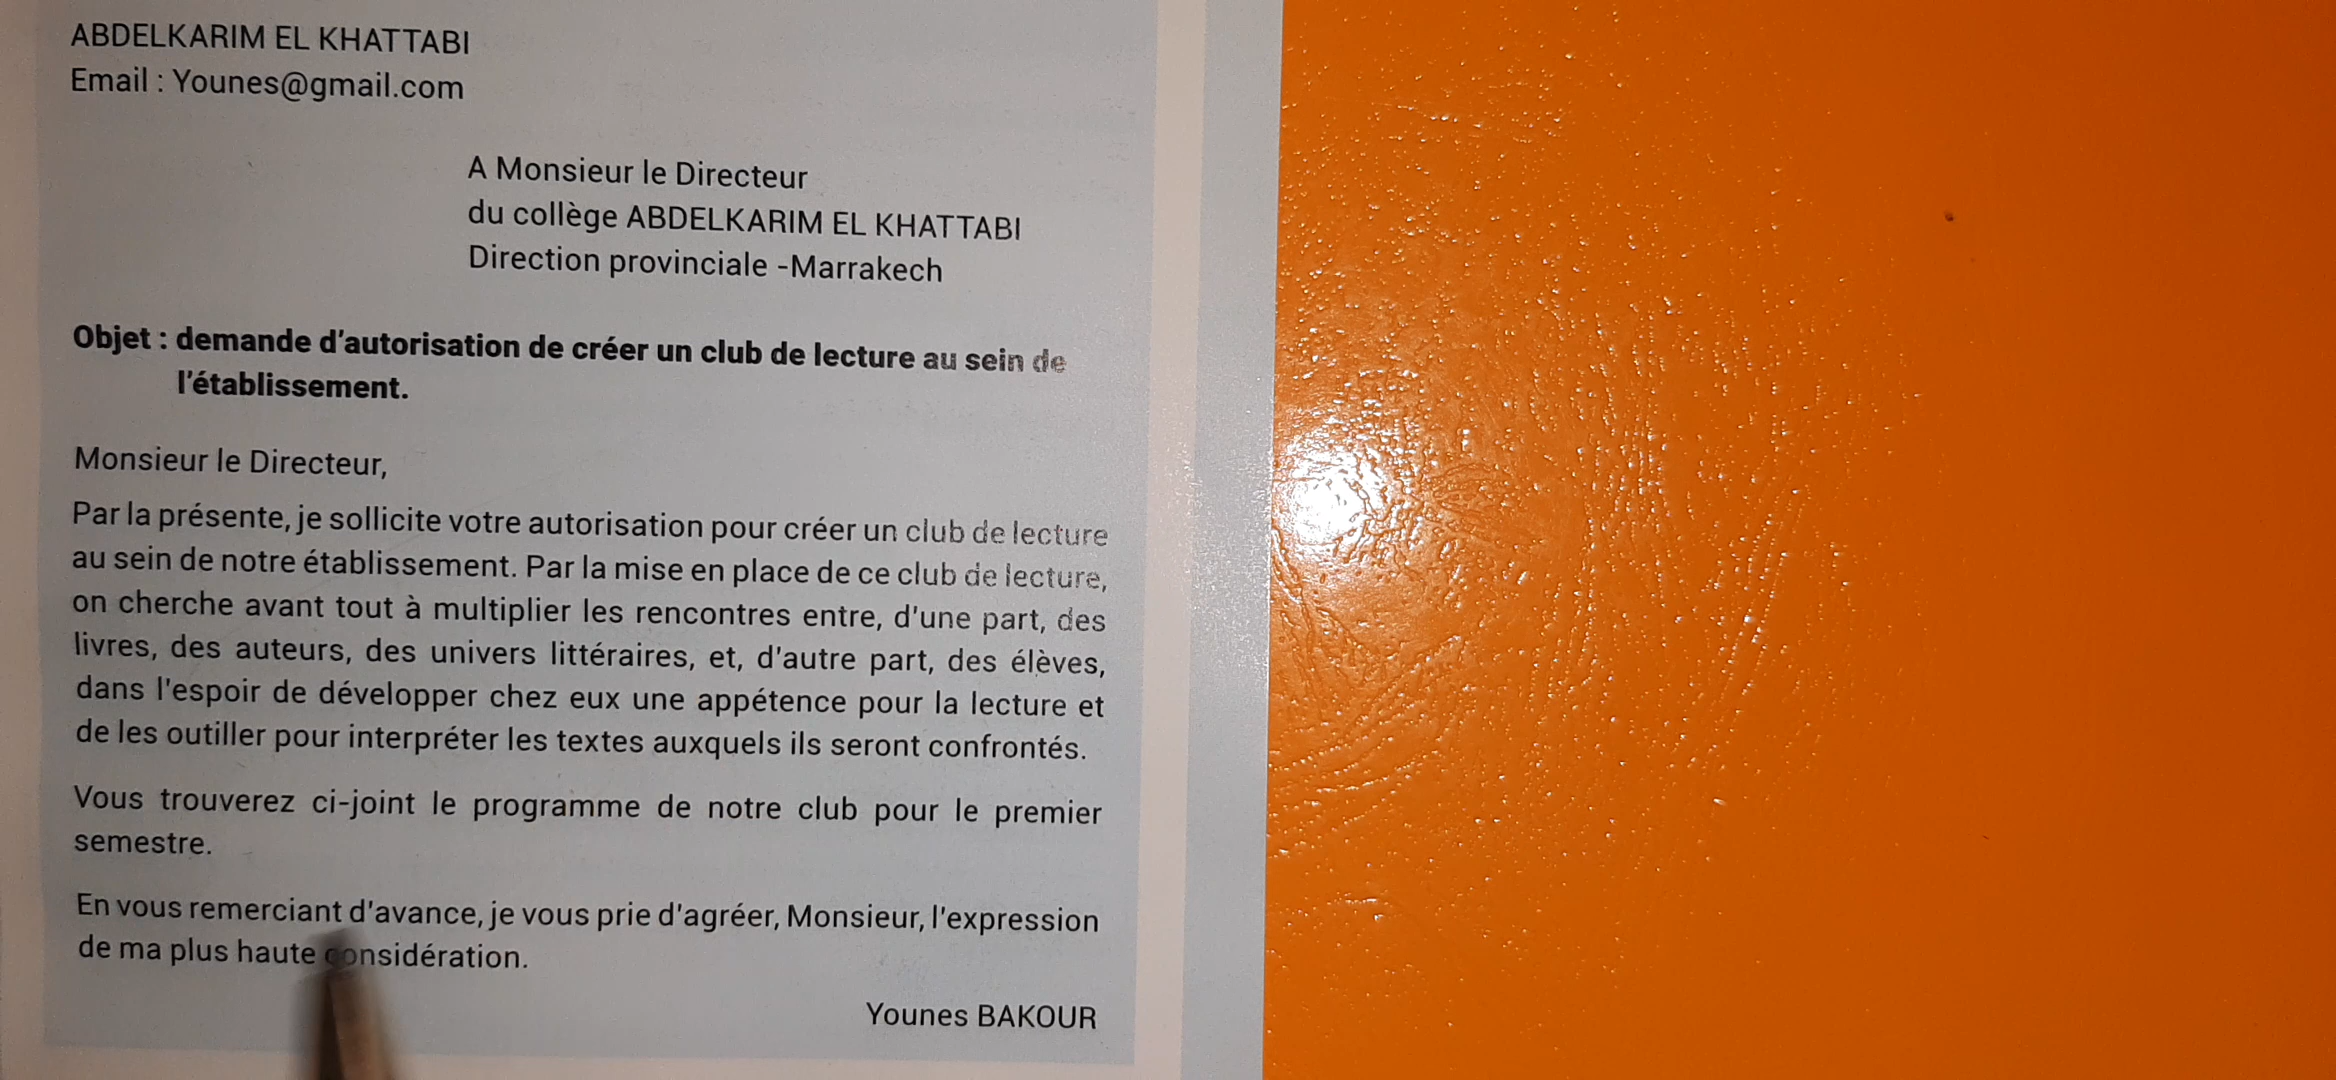 ABDELKARIM EL KHATTABI
Email : Younes@gmail.com
A Monsieur le Directeur
du collège ABDELKARIM EL KHATTABI
Direction provinciale -Marrakech
Objet : demande d'autorisation de créer un club de lecture au sein de
l'établissement.
Monsieur le Directeur,
Par la présente, je sollicite votre autorisation pour créer un club de lecture
au sein de notre établissement. Par la mise en place de ce club de lecture,
on cherche avant tout à multiplier les rencontres entre, d'une part, des
livres, des auteurs, des univers littéraires, et, d'autre part, des élèves,
dans l'espoir de développer chez eux une appétence pour la lecture et
de les outiller pour interpréter les textes auxquels ils seront confrontés.
Vous trouverez ci-joint le programme de notre club pour le premier
semestre.
En vous remerciant d'avance, je vous prie d'agréer, Monsieur, l'expression
de ma plus haute considération.
Younes BAKOUR